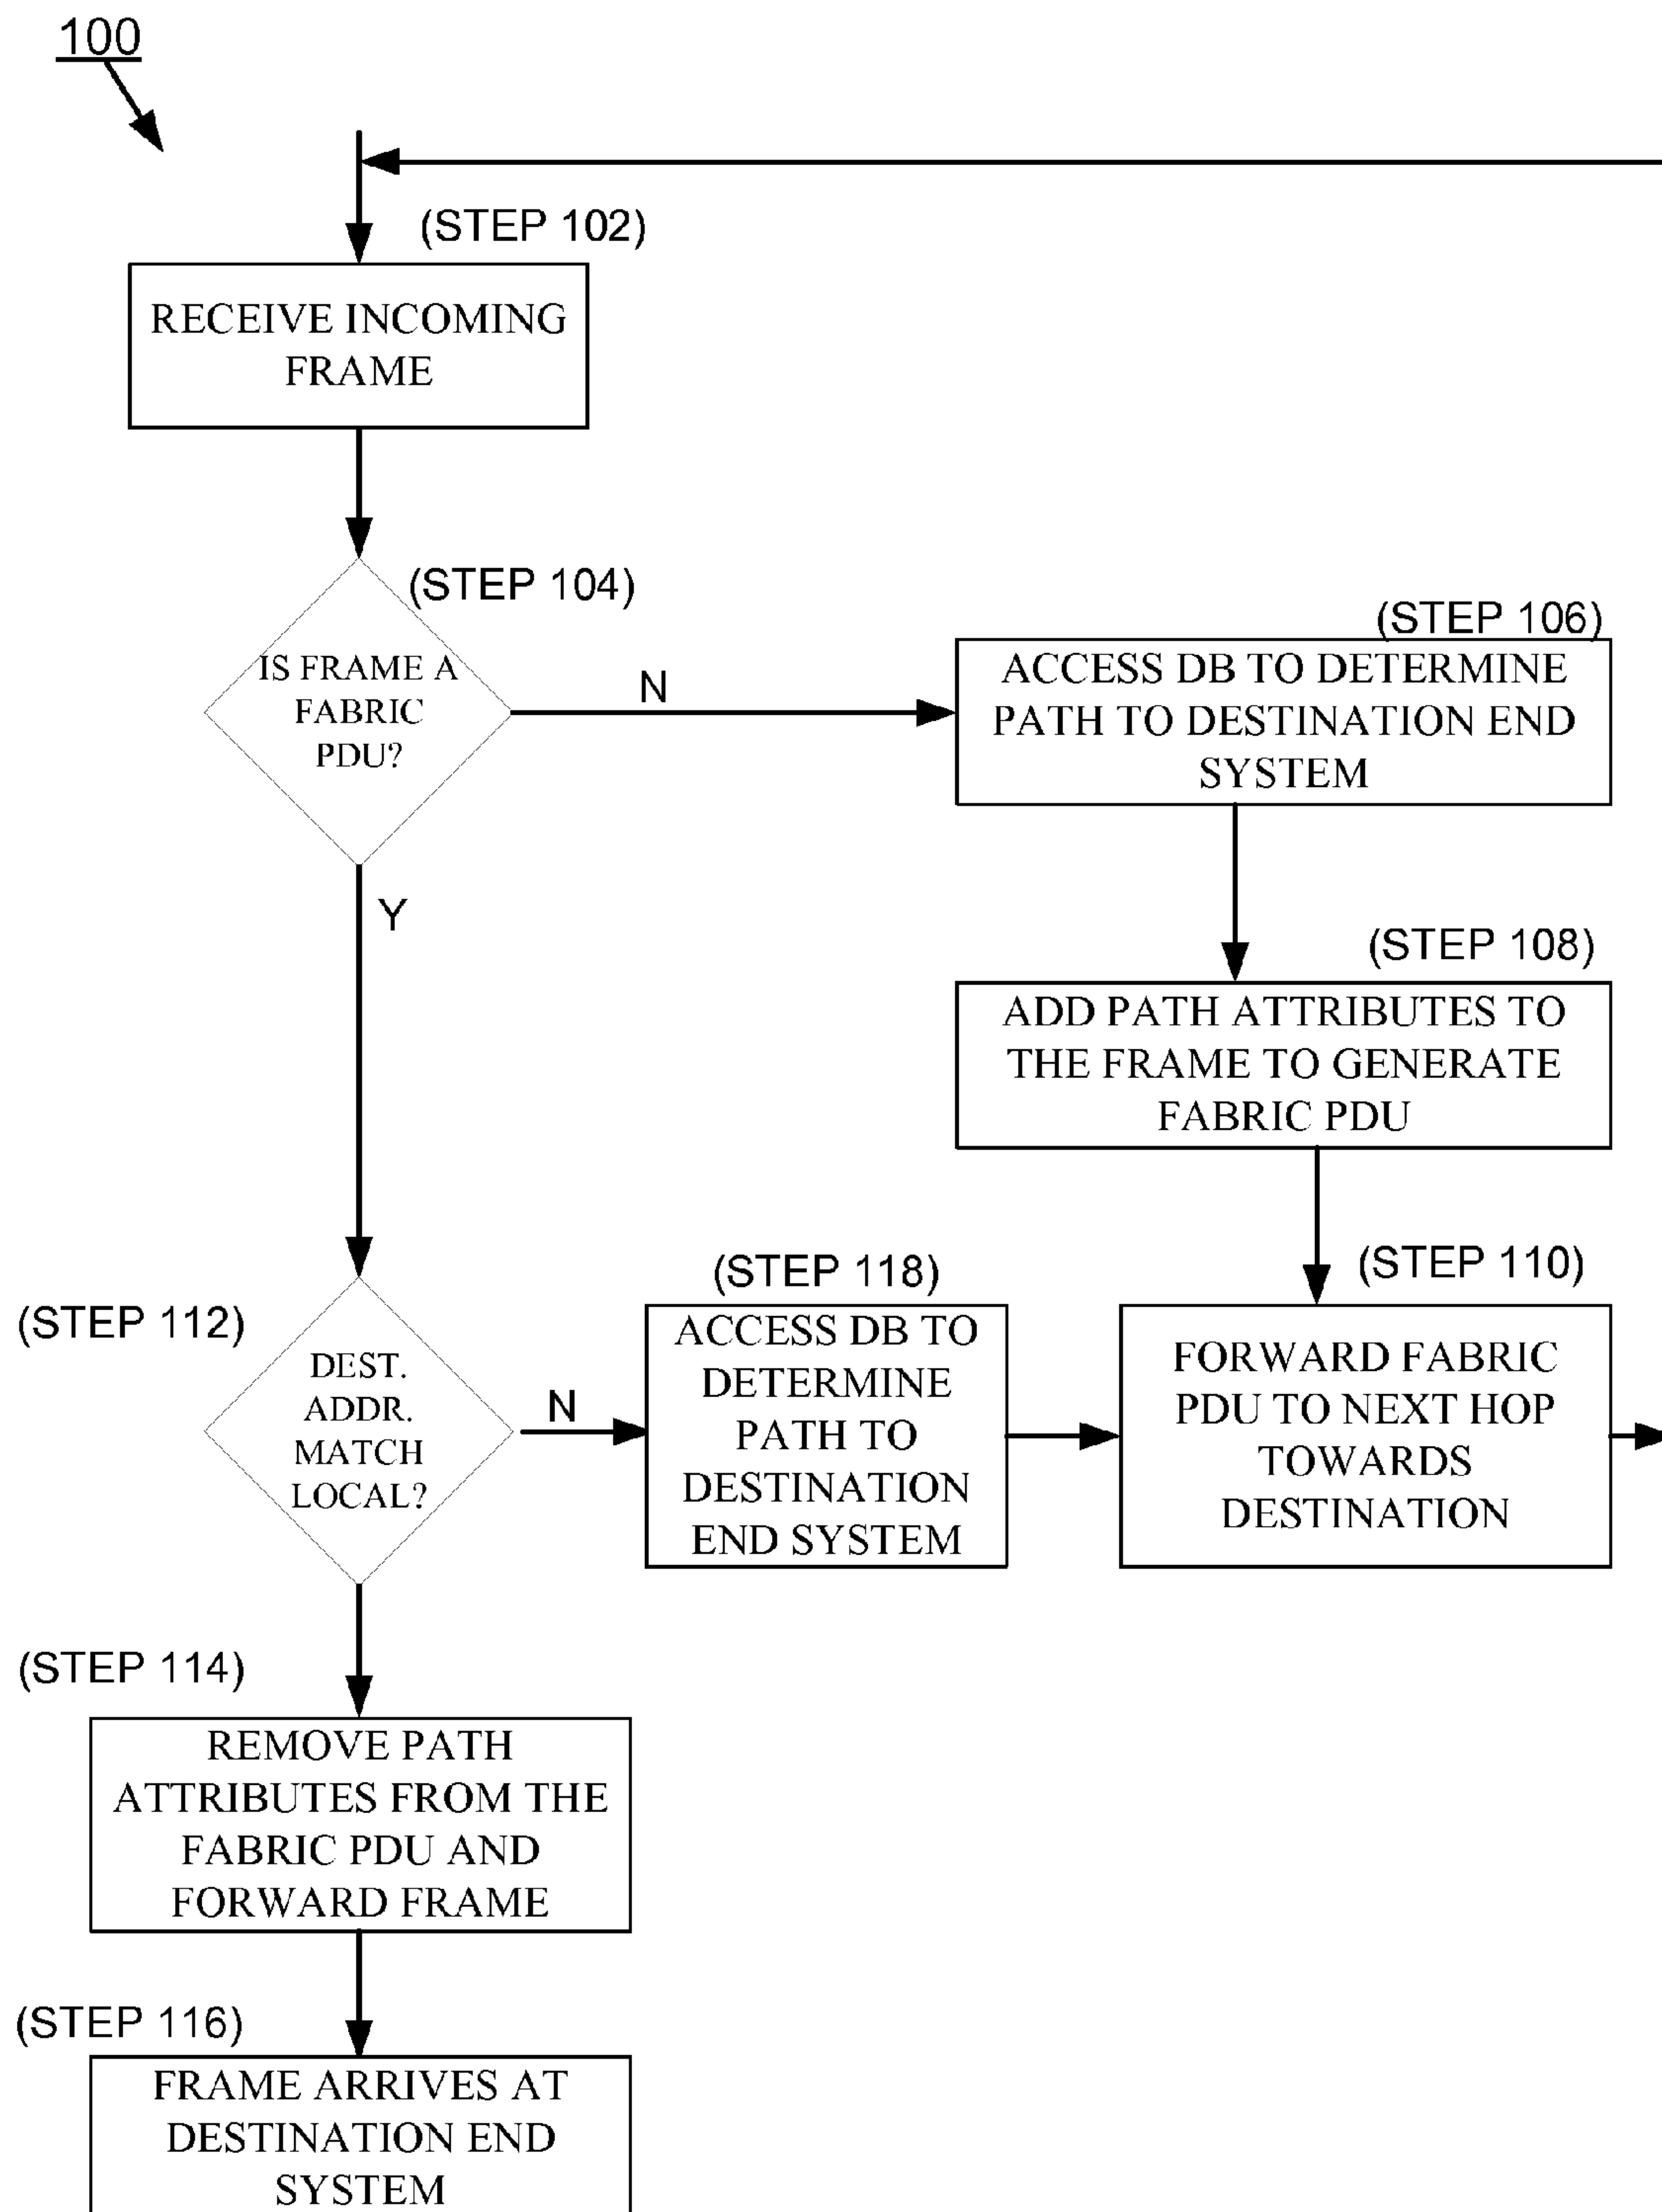 100
(STEP 102)
RECEIVE INCOMING
FRAME
(STEP 104)
IS FRAME A
FABRIC
PDU?
N
Y
(STEP 106)
ACCESS DB TO DETERMINE
PATH TO DESTINATION END
SYSTEM
(STEP 108)
ADD PATH ATTRIBUTES TO
THE FRAME TO GENERATE
FABRIC PDU
(STEP 112)
DEST.
ADDR.
MATCH
LOCAL?
N
(STEP 118)
ACCESS DB TO
DETERMINE
PATH TO
DESTINATION
END SYSTEM
(STEP 110)
FORWARD FABRIC
PDU TO NEXT HOP
TOWARDS
DESTINATION
(STEP 114)
REMOVE PATH
ATTRIBUTES FROM THE
FABRIC PDU AND
FORWARD FRAME
(STEP 116)
FRAME ARRIVES AT
DESTINATION END
SYSTEM